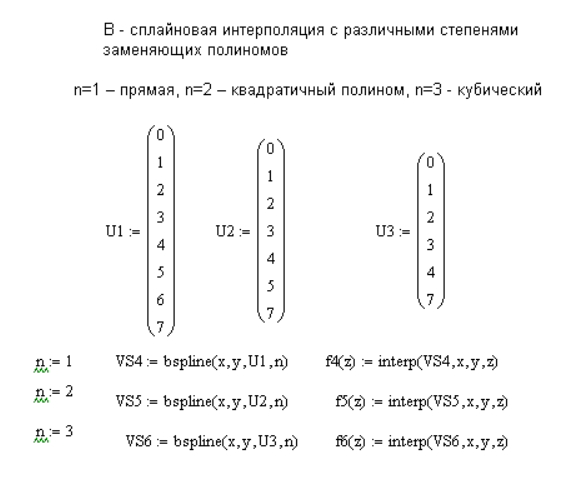 В - сплайновая интерполяция с различными степенями
заменяющих полиномов
n=1 – прямая, n=2 – квадратичный полином, n=3 - кубический
U1 := (0 1 2 3 4 5 6 7) U2 := (0 1 2 3 4 5 7) U3 := (0 1 2 3 4 7)
n := 1 VS4 := bspline(x,y,U1,n) f4(z) := interp(VS4,x,y,z)
n := 2 VS5 := bspline(x,y,U2,n) f5(z) := interp(VS5,x,y,z)
n := 3 VS6 := bspline(x,y,U3,n) f6(z) := interp(VS6,x,y,z)